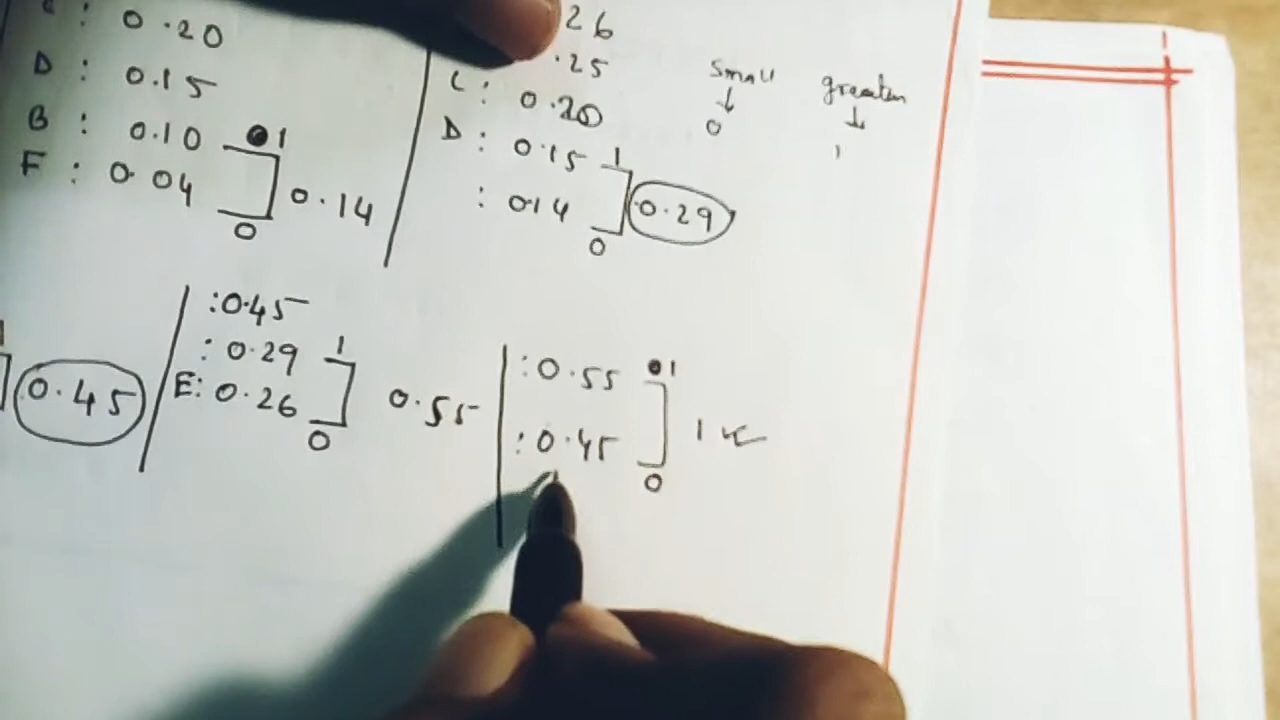 : 0.20
D : 0.15
B : 0.10 1
F : 0.04 0.14
0
26
.25
C : 0.20
D : 0.15 1
: 0.14 0.29
0
Small greater
↓ ↓
0 1
0.45
: 0.45
: 0.29 1
E : 0.26 0.55
0
: 0.55 1
: 0.45 1
0